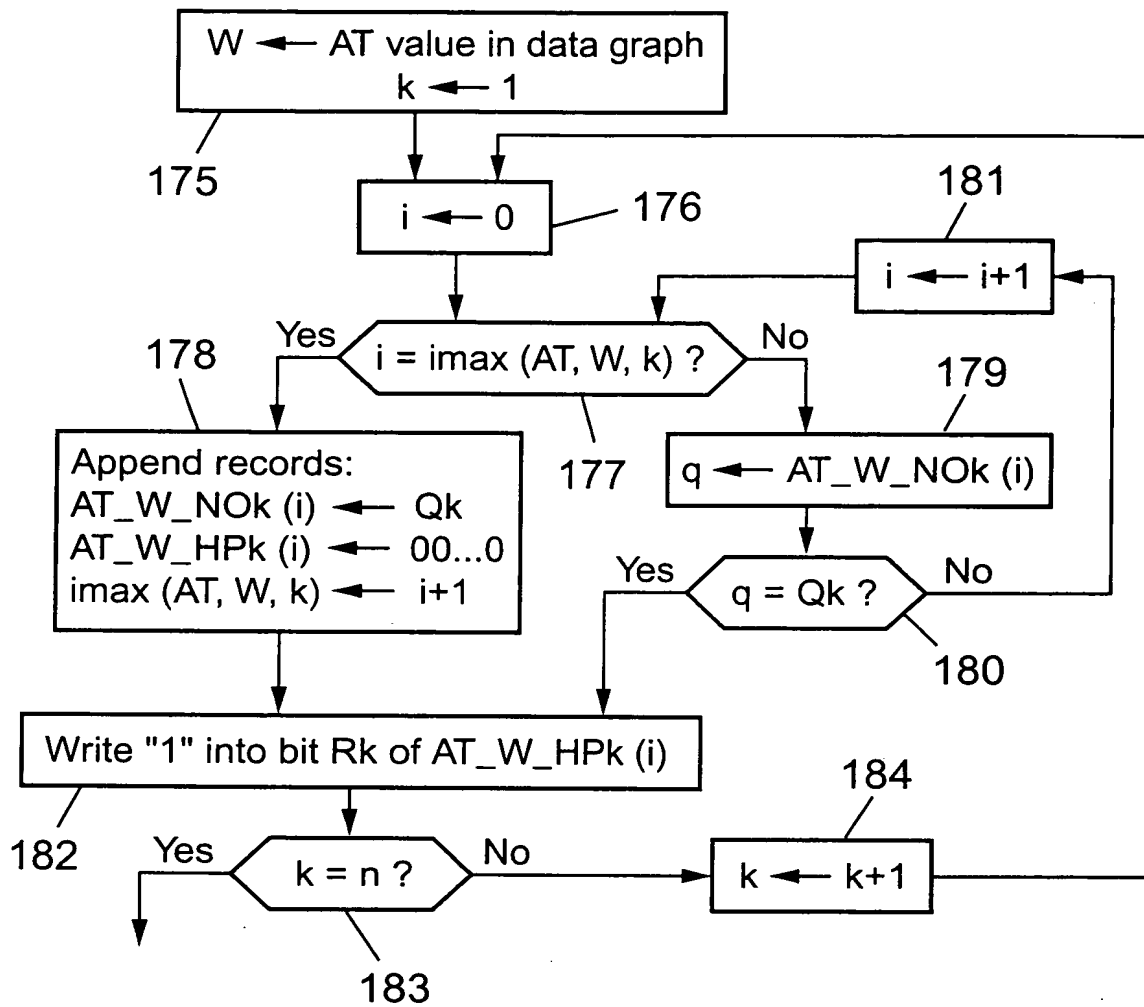 W ← AT value in data graph
k ← 1
175
i ← 0
176
181
i ← i+1
Yes
i = imax (AT, W, k) ?
No
178
177
179
Append records:
AT_W_NOk (i) ← Qk
AT_W_HPk (i) ← 00...0
imax (AT, W, k) ← i+1
q ← AT_W_NOk (i)
Yes
q = Qk ?
No
180
Write "1" into bit Rk of AT_W_HPk (i)
182
184
Yes
k = n ?
No
k ← k+1
183